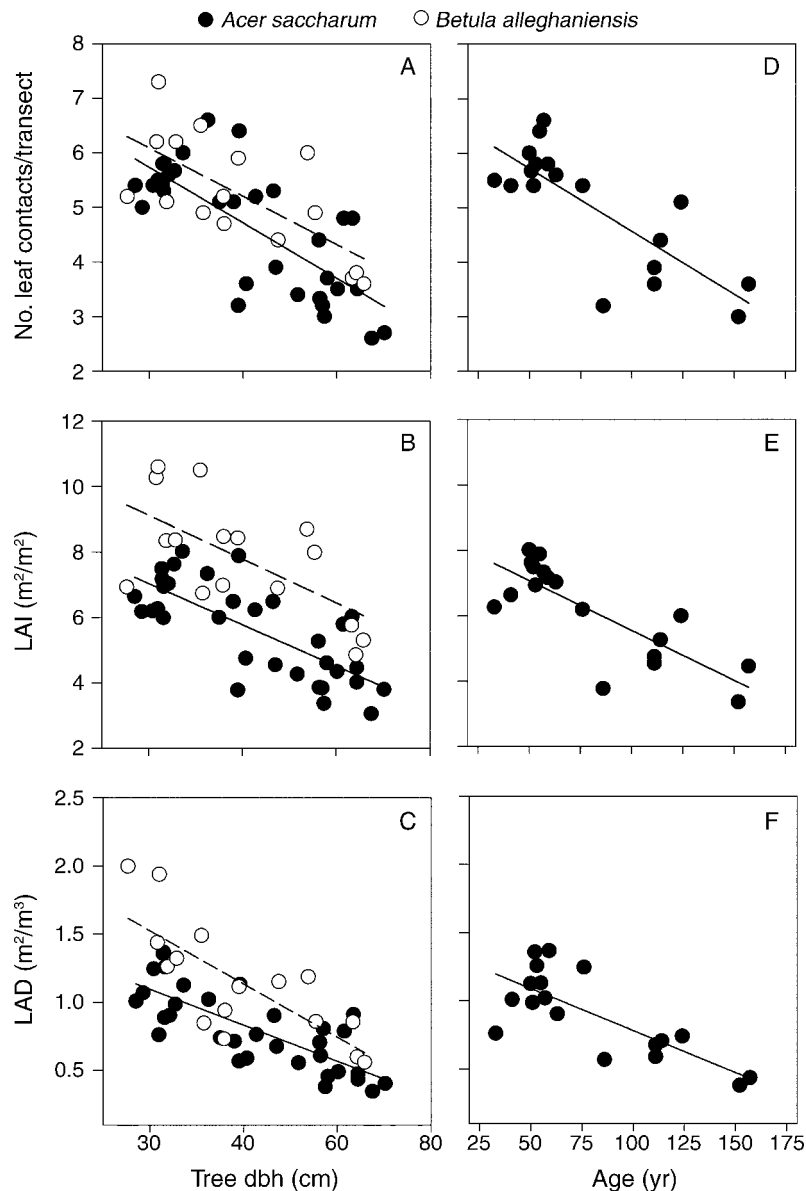 ● Acer saccharum ○ Betula alleghaniensis
A
No. leaf contacts/transect
8
7
6
5
4
3
2
D
B
LAI (m²/m²)
12
10
8
6
4
2
E
C
LAD (m²/m³)
2.5
2.0
1.5
1.0
0.5
F
30 40 60 80
Tree dbh (cm)
25 50 75 100 125 150 175
Age (yr)